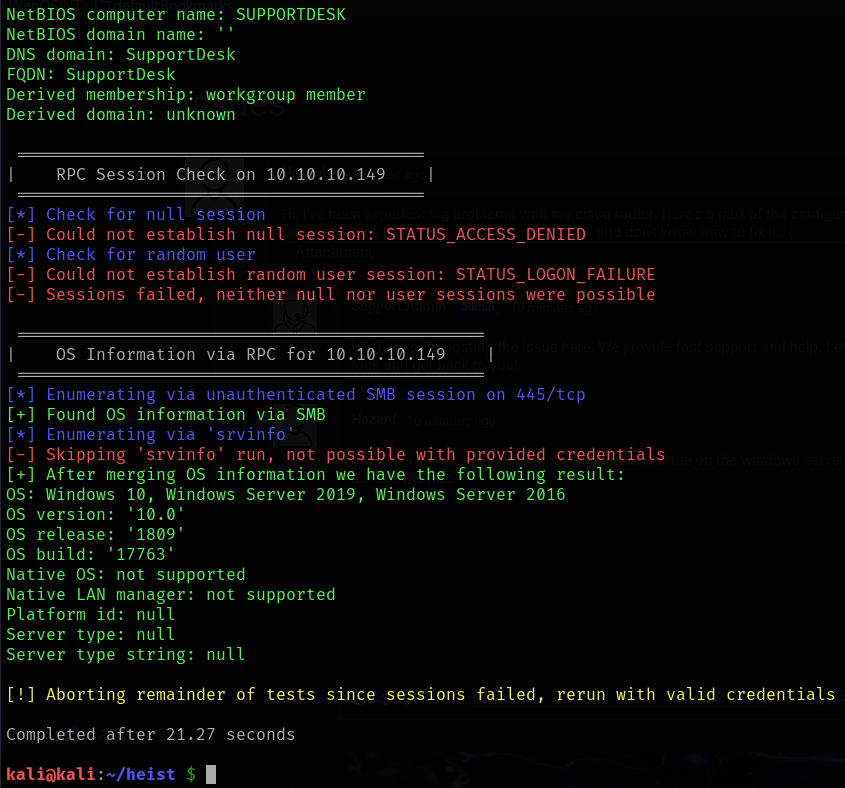 NetBIOS computer name: SUPPORTDESK
NetBIOS domain name: ''
DNS domain: SupportDesk
FQDN: SupportDesk
Derived membership: workgroup member
Derived domain: unknown
| RPC Session Check on 10.10.10.149 |
[*] Check for null session
[-] Could not establish null session: STATUS_ACCESS_DENIED
[*] Check for random user
[-] Could not establish random user session: STATUS_LOGON_FAILURE
[-] Sessions failed, neither null nor user sessions were possible
| OS Information via RPC for 10.10.10.149 |
[*] Enumerating via unauthenticated SMB session on 445/tcp
[+] Found OS information via SMB
[*] Enumerating via 'srvinfo'
[-] Skipping 'srvinfo' run, not possible with provided credentials
[+] After merging OS information we have the following result:
OS: Windows 10, Windows Server 2019, Windows Server 2016
OS version: '10.0'
OS release: '1809'
OS build: '17763'
Native OS: not supported
Native LAN manager: not supported
Platform id: null
Server type: null
Server type string: null
[!] Aborting remainder of tests since sessions failed, rerun with valid credentials
Completed after 21.27 seconds
kali@kali:~/heist $